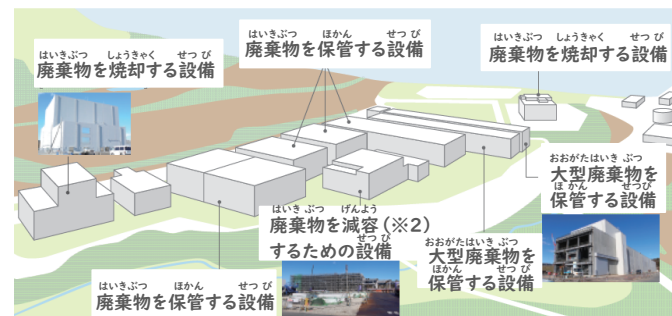 はいきぶつ しょうきゃく せつび
廃棄物を焼却する設備
はいきぶつ ほかん せつび
廃棄物を保管する設備
はいきぶつ しょうきゃく せつび
廃棄物を焼却する設備
おおがたはいきぶつ
大型廃棄物を
ほかん せつび
保管する設備
はいきぶつ げんよう
廃棄物を減容(※2)
せつび
するための設備
おおがたはいきぶつ
大型廃棄物を
ほかん せつび
保管する設備
はいきぶつ ほかん せつび
廃棄物を保管する設備